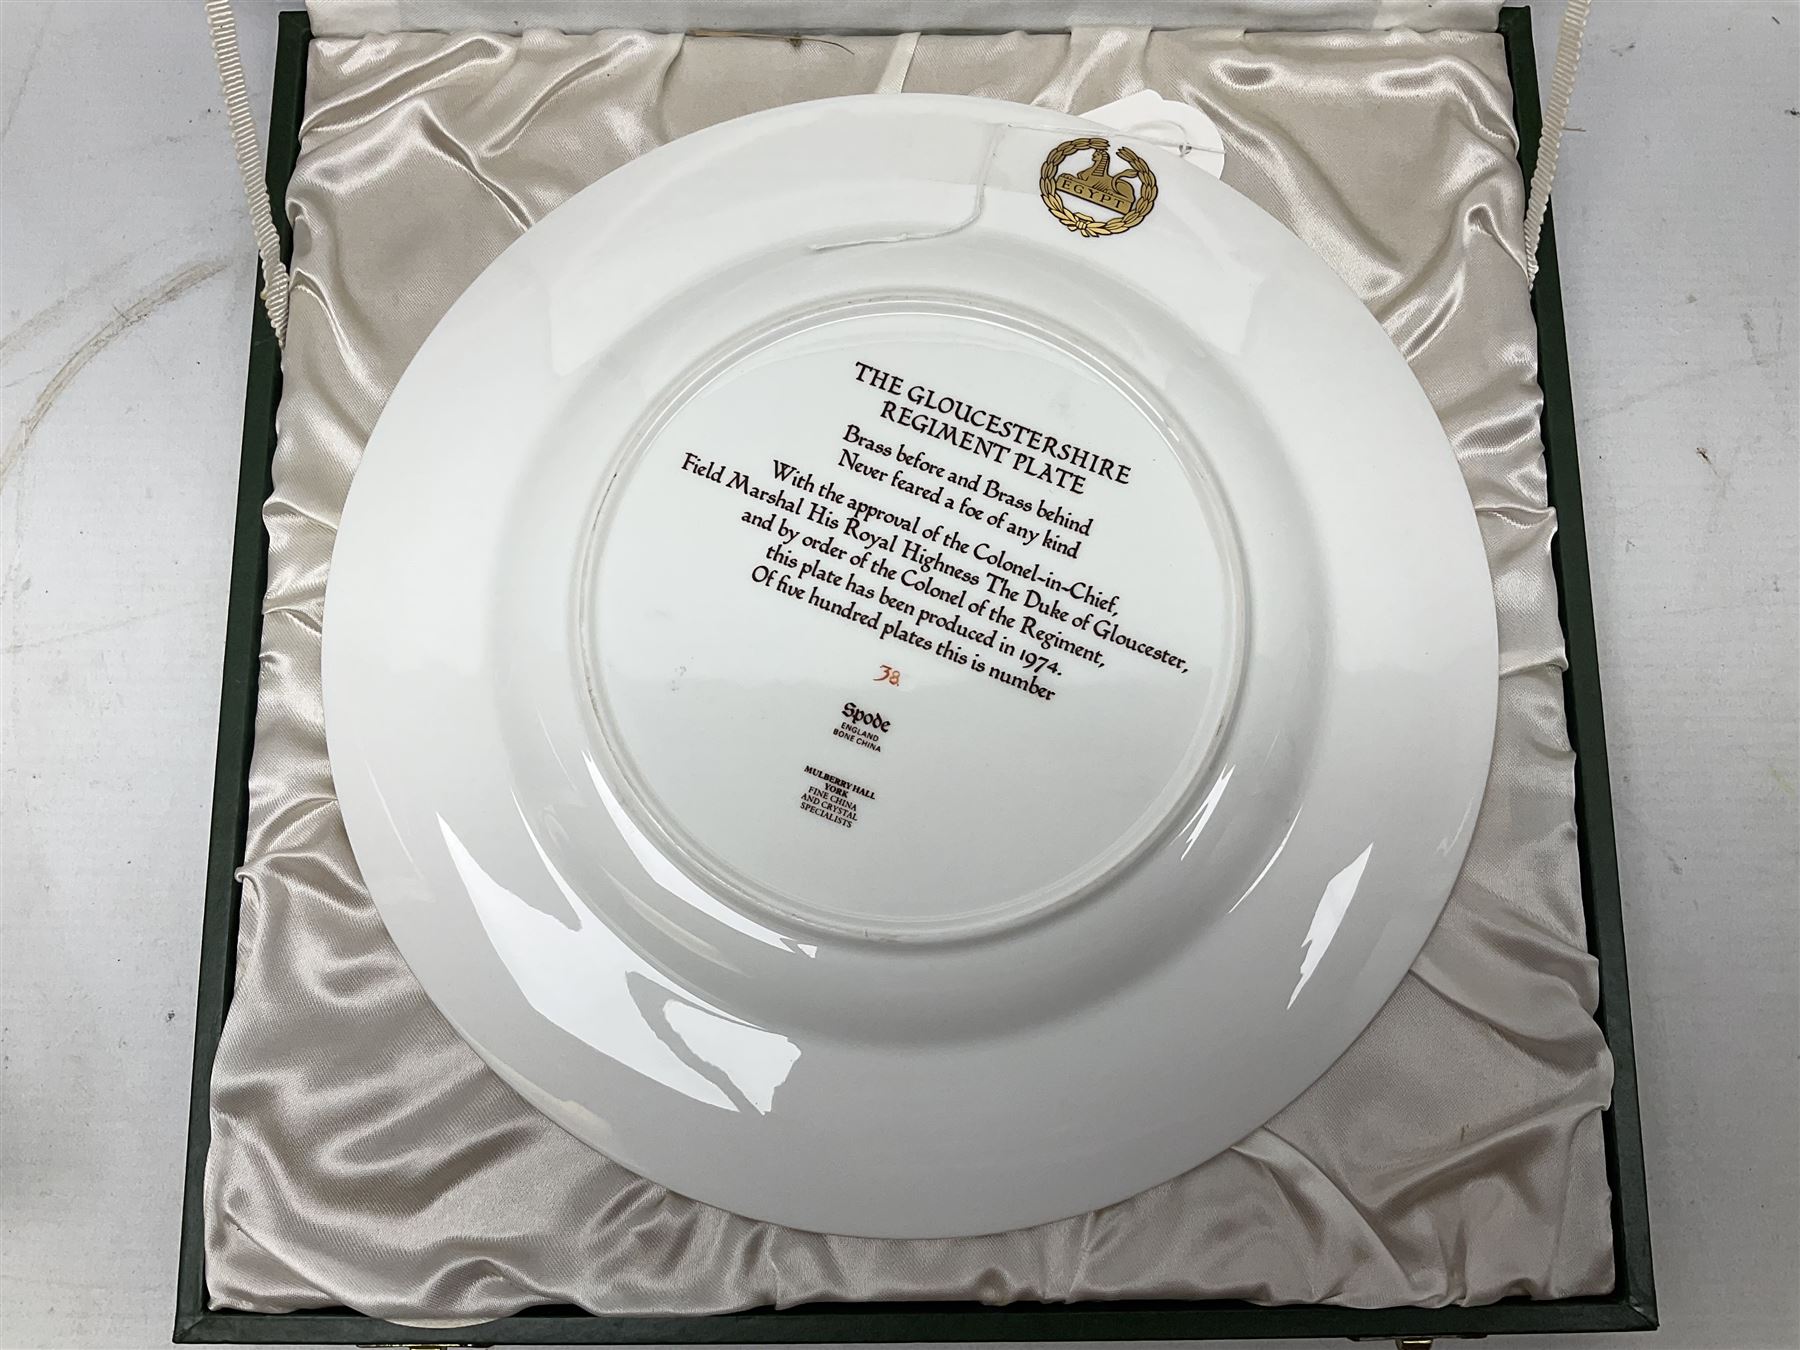 EGYPT
THE GLOUCESTERSHIRE
REGIMENT PLATE
Brass before and Brass behind
Never feared a foe of any kind
With the approval of the Colonel-in-Chief,
Field Marshal His Royal Highness The Duke of Gloucester,
and by order of the Colonel of the Regiment,
this plate has been produced in 1974.
Of five hundred plates this is number
38.
Spode
ENGLAND
BONE CHINA
MULBERRY HALL
YORK
FINE CHINA
AND CRYSTAL
SPECIALISTS